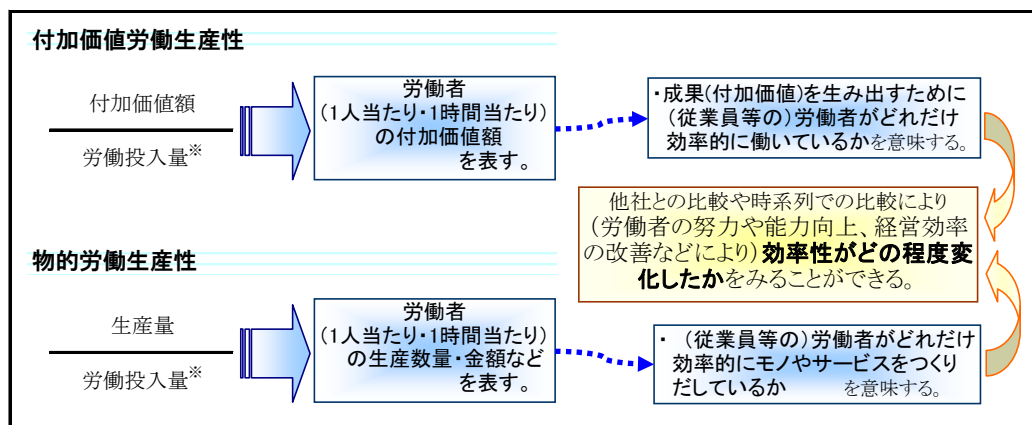 付加価値労働生産性
付加価値額
労働投入量※
労働者
(1人当たり・1時間当たり)
の付加価値額
を表す。
・成果(付加価値)を生み出すために
(従業員等の)労働者がどれだけ
効率的に働いているかを意味する。
他社との比較や時系列での比較により
(労働者の努力や能力向上、経営効率
の改善などにより)効率性がどの程度変
化したかをみることができる。
物的労働生産性
生産量
労働投入量※
労働者
(1人当たり・1時間当たり)
の生産数量・金額など
を表す。
・ (従業員等の)労働者がどれだけ
効率的にモノやサービスをつくり
だしているか を意味する。